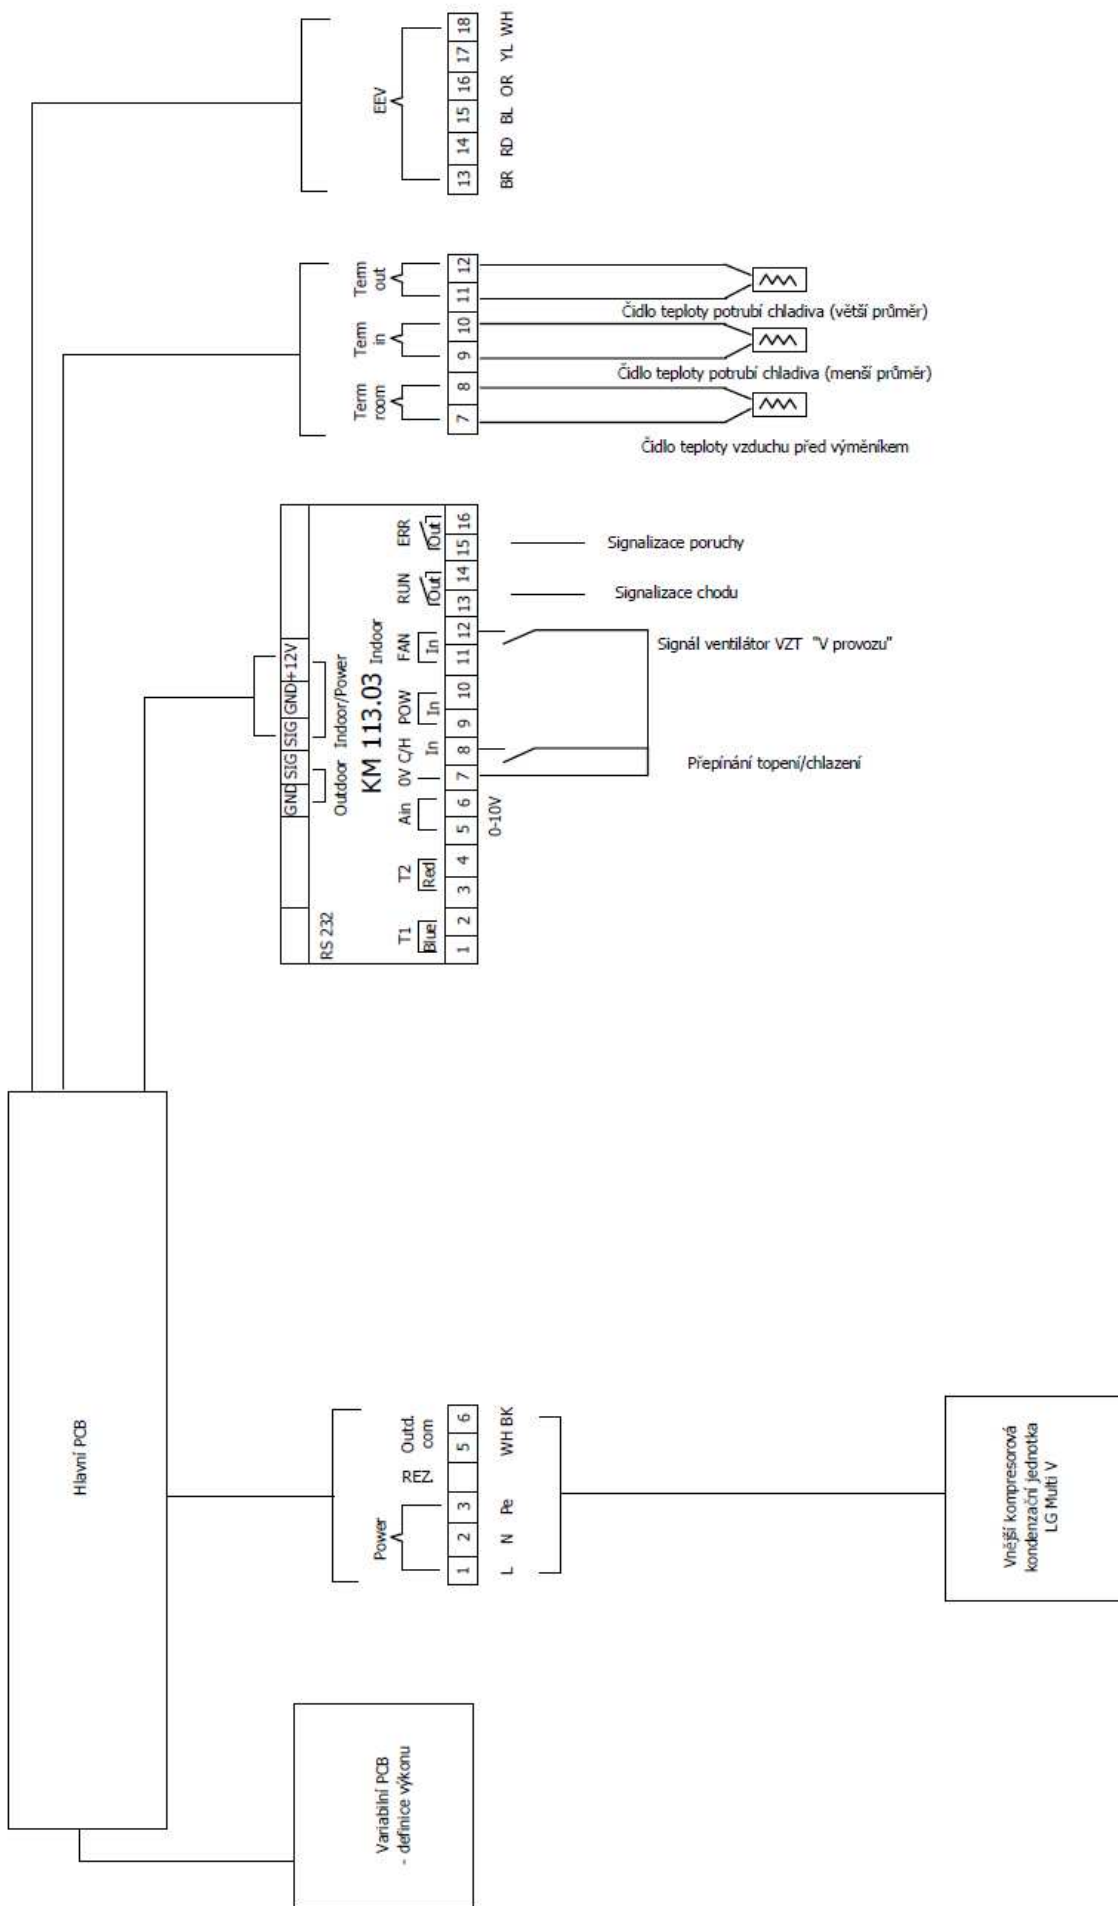 EEV
13 14 15 16 17 18
BR RD BL OR YL WH
Term
room
Term
in
Term
out
7 8 9 10 11 12
Čidlo teploty potrubí chladiva (větší průměr)
Čidlo teploty potrubí chladiva (menší průměr)
Čidlo teploty vzduchu před výměníkem
GND SIG SIG GND +12V
Outdoor Indoor/Power
RS 232
KM 113.03 Indoor
T1 T2 Ain 0V C/H POW FAN RUN ERR
Blue Red In In In Out Out
1 2 3 4 5 6 7 8 9 10 11 12 13 14 15 16
0-10V
Signalizace poruchy
Signalizace chodu
Signál ventilátor VZT "V provozu"
Přepínání topení/chlazení
Hlavní PCB
Power
REZ.
Outd.
com
1 2 3 5 6
L N Pe WH BK
Variabilní PCB
- definice výkonu
Vnější kompresorová
kondenzační jednotka
LG Multi V